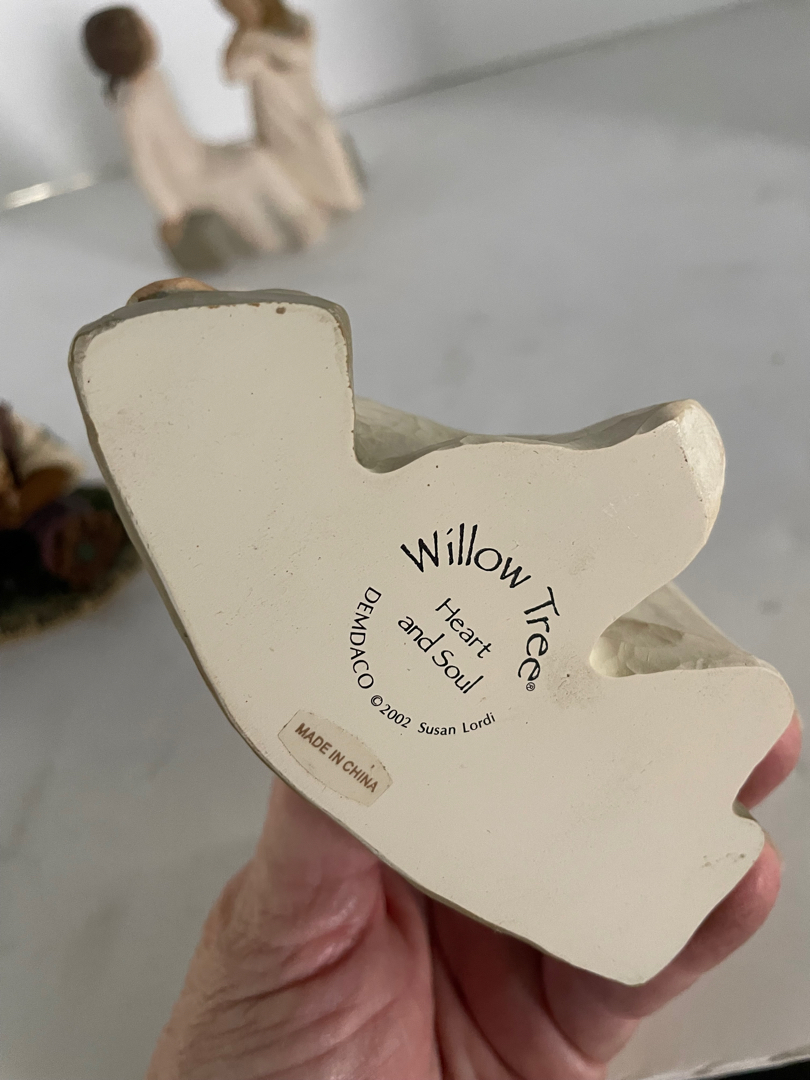 Willow Tree®
Heart
and Soul
DEMDACO ©2002 Susan Lordi
MADE IN CHINA